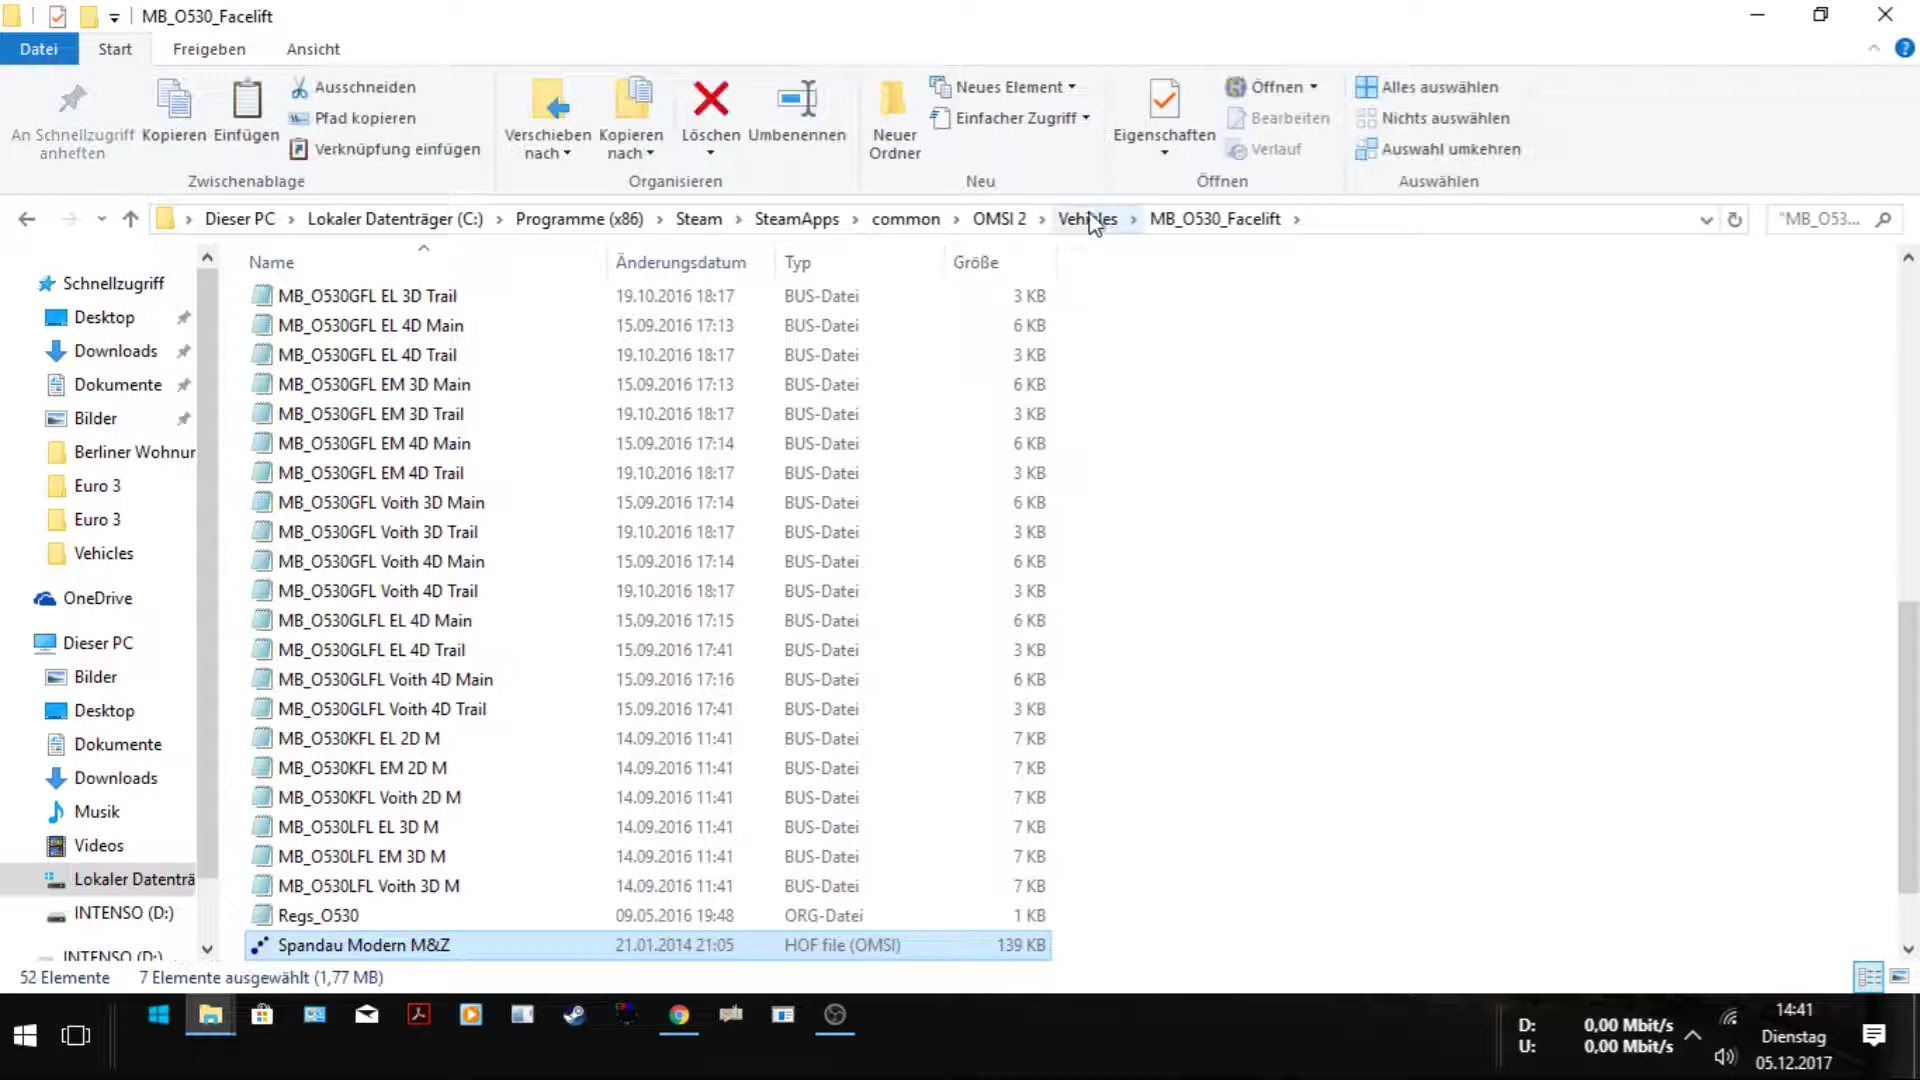 MB_O530_Facelift
Datei Start Freigeben Ansicht
An Schnellzugriff anheften
Kopieren
Einfügen
Ausschneiden
Pfad kopieren
Verknüpfung einfügen
Zwischenablage
Verschieben nach
Kopieren nach
Löschen
Umbenennen
Organisieren
Neuer Ordner
Neues Element
Einfacher Zugriff
Neu
Eigenschaften
Öffnen
Bearbeiten
Verlauf
Öffnen
Alles auswählen
Nichts auswählen
Auswahl umkehren
Auswählen
Dieser PC > Lokaler Datenträger (C:) > Programme (x86) > Steam > SteamApps > common > OMSI 2 > Vehicles > MB_O530_Facelift >
"MB_O53...
Schnellzugriff
Desktop
Downloads
Dokumente
Bilder
Berliner Wohnur
Euro 3
Euro 3
Vehicles
OneDrive
Dieser PC
Bilder
Desktop
Dokumente
Downloads
Musik
Videos
Lokaler Datenträ
INTENSO (D:)
INTENSO (D:)
Name Änderungsdatum Typ Größe
MB_O530GFL EL 3D Trail 19.10.2016 18:17 BUS-Datei 3 KB
MB_O530GFL EL 4D Main 15.09.2016 17:13 BUS-Datei 6 KB
MB_O530GFL EL 4D Trail 19.10.2016 18:17 BUS-Datei 3 KB
MB_O530GFL EM 3D Main 15.09.2016 17:13 BUS-Datei 6 KB
MB_O530GFL EM 3D Trail 19.10.2016 18:17 BUS-Datei 3 KB
MB_O530GFL EM 4D Main 15.09.2016 17:14 BUS-Datei 6 KB
MB_O530GFL EM 4D Trail 19.10.2016 18:17 BUS-Datei 3 KB
MB_O530GFL Voith 3D Main 15.09.2016 17:14 BUS-Datei 6 KB
MB_O530GFL Voith 3D Trail 19.10.2016 18:17 BUS-Datei 3 KB
MB_O530GFL Voith 4D Main 15.09.2016 17:14 BUS-Datei 6 KB
MB_O530GFL Voith 4D Trail 19.10.2016 18:17 BUS-Datei 3 KB
MB_O530GLFL EL 4D Main 15.09.2016 17:15 BUS-Datei 6 KB
MB_O530GLFL EL 4D Trail 15.09.2016 17:41 BUS-Datei 3 KB
MB_O530GLFL Voith 4D Main 15.09.2016 17:16 BUS-Datei 6 KB
MB_O530GLFL Voith 4D Trail 15.09.2016 17:41 BUS-Datei 3 KB
MB_O530KFL EL 2D M 14.09.2016 11:41 BUS-Datei 7 KB
MB_O530KFL EM 2D M 14.09.2016 11:41 BUS-Datei 7 KB
MB_O530KFL Voith 2D M 14.09.2016 11:41 BUS-Datei 7 KB
MB_O530LFL EL 3D M 14.09.2016 11:41 BUS-Datei 7 KB
MB_O530LFL EM 3D M 14.09.2016 11:41 BUS-Datei 7 KB
MB_O530LFL Voith 3D M 14.09.2016 11:41 BUS-Datei 7 KB
Regs_O530 09.05.2016 19:48 ORG-Datei 1 KB
Spandau Modern M&Z 21.01.2014 21:05 HOF file (OMSI) 139 KB
52 Elemente 7 Elemente ausgewählt (1,77 MB)
D: 0,00 Mbit/s
U: 0,00 Mbit/s
14:41
Dienstag
05.12.2017